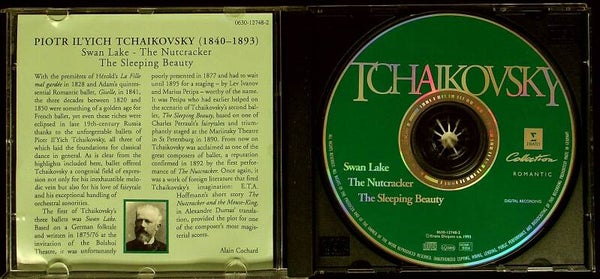 0630-12748-2
PIOTR IL'YICH TCHAIKOVSKY (1840-1893)
Swan Lake - The Nutcracker
The Sleeping Beauty
With the premières of Hérold's La Fille
mal gardée in 1828 and Adam's quintes-
sential Romantic ballet, Giselle, in 1841,
the three decades between 1820 and
1850 were something of a golden age for
French ballet, yet even these riches were
eclipsed in late 19th-century Russia
thanks to the unforgettable ballets of
Piotr Il'Yich Tchaikovsky, all three of
which laid the foundations for classical
dance in general. As is clear from the
highlights included here, ballet offered
Tchaikovsky a congenial field of expres-
sion not only for his inexhaustible melo-
dic vein but also for his love of fairytale
and his exceptional handling of
orchestral sonorities.
The first of Tchaikovsky's
three ballets was Swan Lake.
Based on a German folktale
and written in 1875/76 at the
invitation of the Bolshoi
Theatre, it was unfortunately
poorly presented in 1877 and had to wait
until 1895 for a staging – by Lev Ivanov
and Marius Petipa – worthy of the name.
It was Petipa who had earlier helped on
the scenario of Tchaikovsky's second bal-
let, The Sleeping Beauty, based on one of
Charles Perrault's fairytales and trium-
phantly staged at the Mariinsky Theatre
in St Petersburg in 1890. From now on
Tchaikovsky was acclaimed as one of the
great composers of ballet, a reputation
confirmed in 1892 by the first perfor-
mance of The Nutcracker. Once again, it
was a work of foreign literature that fired
Tchaikovsky's imagination: E.T.A.
Hoffmann's short story The
Nutcracker and the Mouse-King,
in Alexandre Dumas' transla-
tion, provided the plot for one
of the composer's most magis-
terial scores.
Alain Cochard
TCHAIKOVSKY
ERATO
Collection
ROMANTIC
Swan Lake
The Nutcracker
The Sleeping Beauty
DIGITAL RECORDING
0630-12748-2